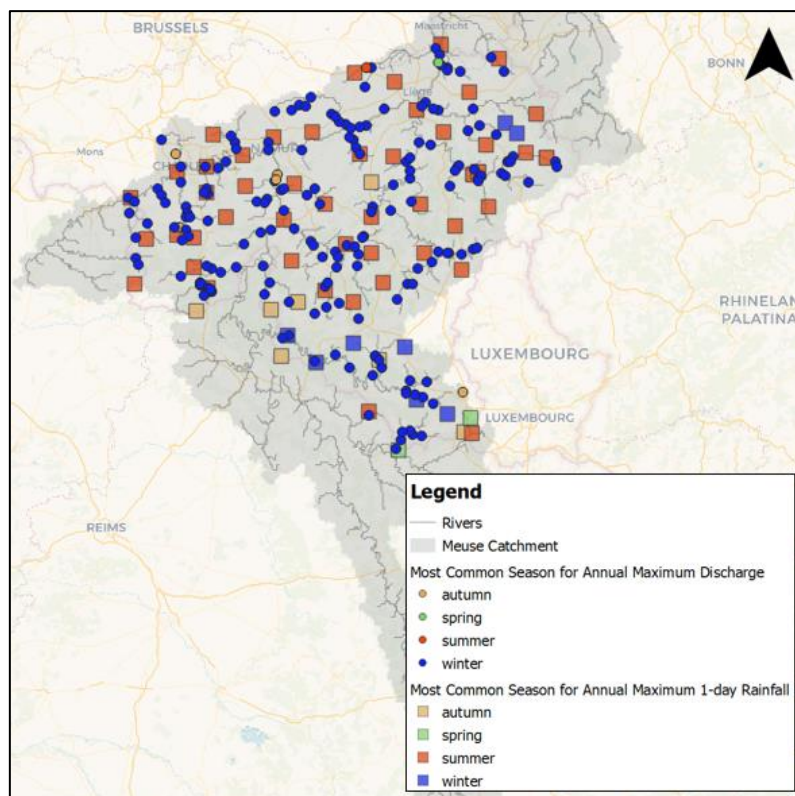 BRUSSELS
Maastricht
BONN
Liège
Mons
RHINELAN
PALATINA
LUXEMBOURG
LUXEMBOURG
REIMS
Legend
Rivers
Meuse Catchment
Most Common Season for Annual Maximum Discharge
autumn
spring
summer
winter
Most Common Season for Annual Maximum 1-day Rainfall
autumn
spring
summer
winter